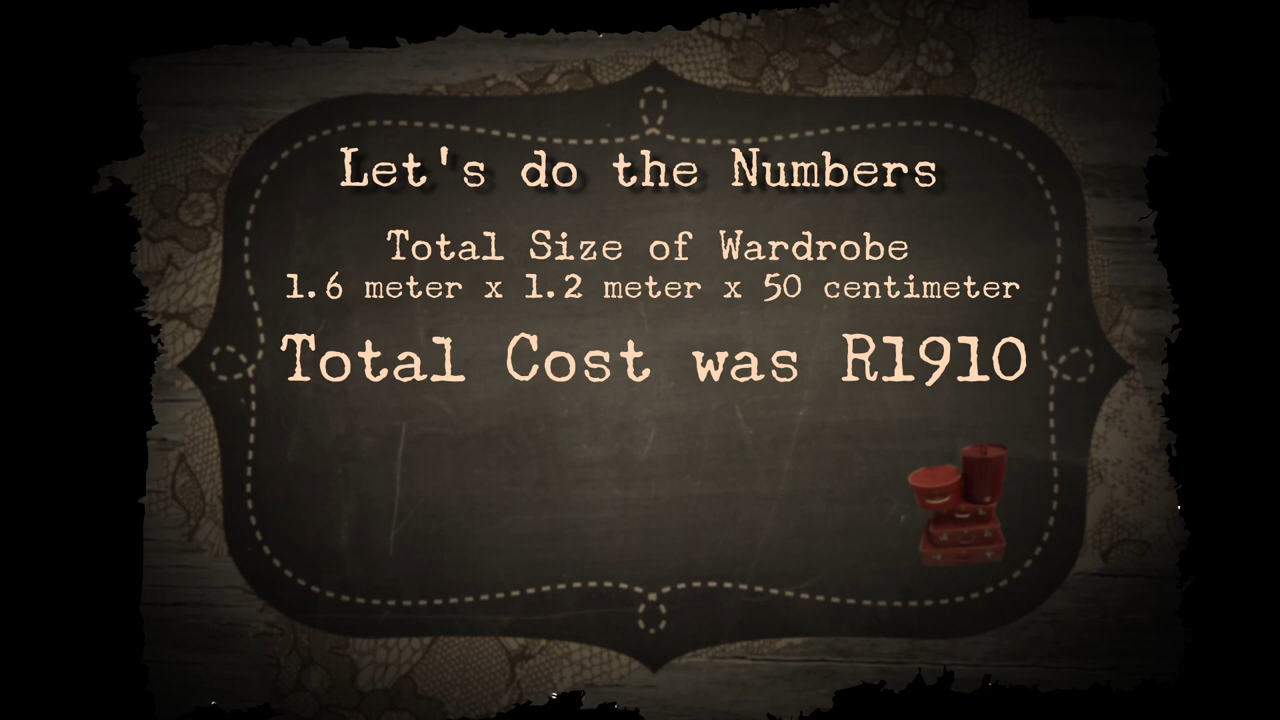 Let's do the Numbers
Total Size of Wardrobe
1.6 meter x 1.2 meter x 50 centimeter
Total Cost was R1910